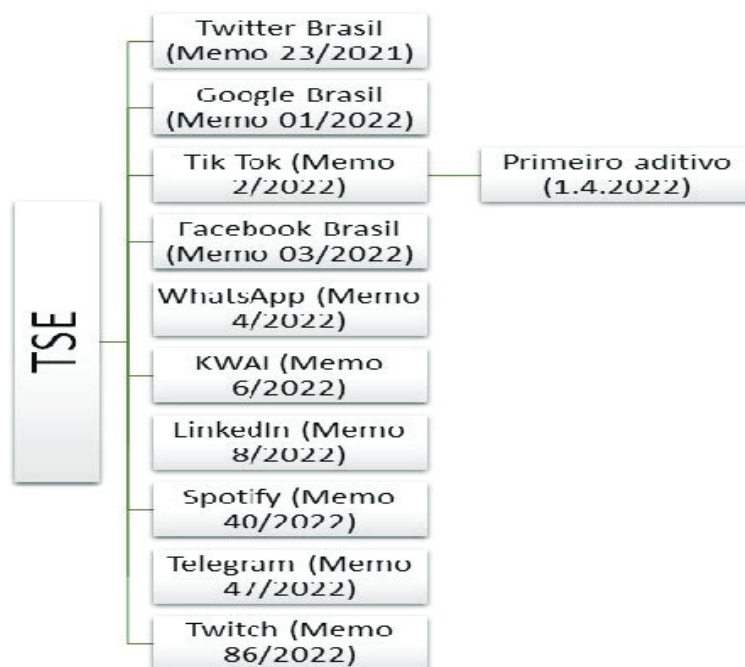 Twitter Brasil
(Memo 23/2021)
Google Brasil
(Memo 01/2022)
Tik Tok (Memo
2/2022)
Primeiro aditivo
(1.4.2022)
Facebook Brasil
(Memo 03/2022)
WhatsApp (Memo
4/2022)
TSE
KWAI (Memo
6/2022)
LinkedIn (Memo
8/2022)
Spotify (Memo
40/2022)
Telegram (Memo
47/2022)
Twitch (Memo
86/2022)